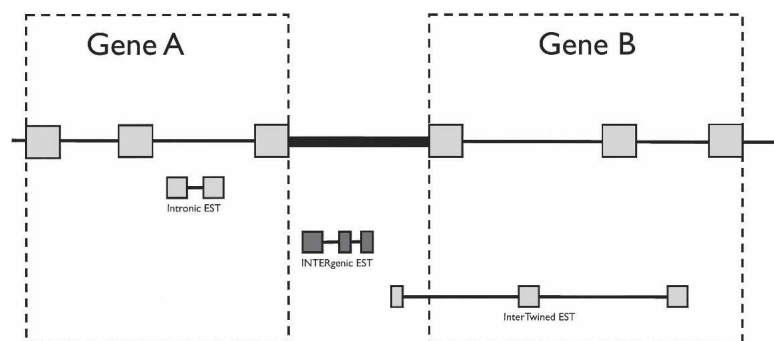 Gene A
Gene B
Intronic EST
INTERgenic EST
InterTwined EST